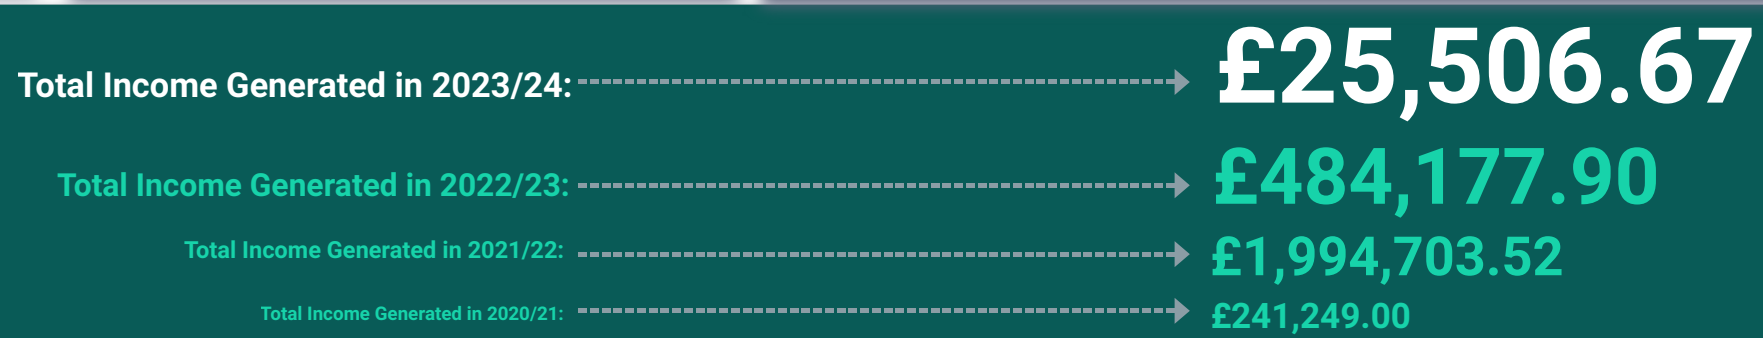 Total Income Generated in 2023/24: £25,506.67
Total Income Generated in 2022/23: £484,177.90
Total Income Generated in 2021/22: £1,994,703.52
Total Income Generated in 2020/21: £241,249.00